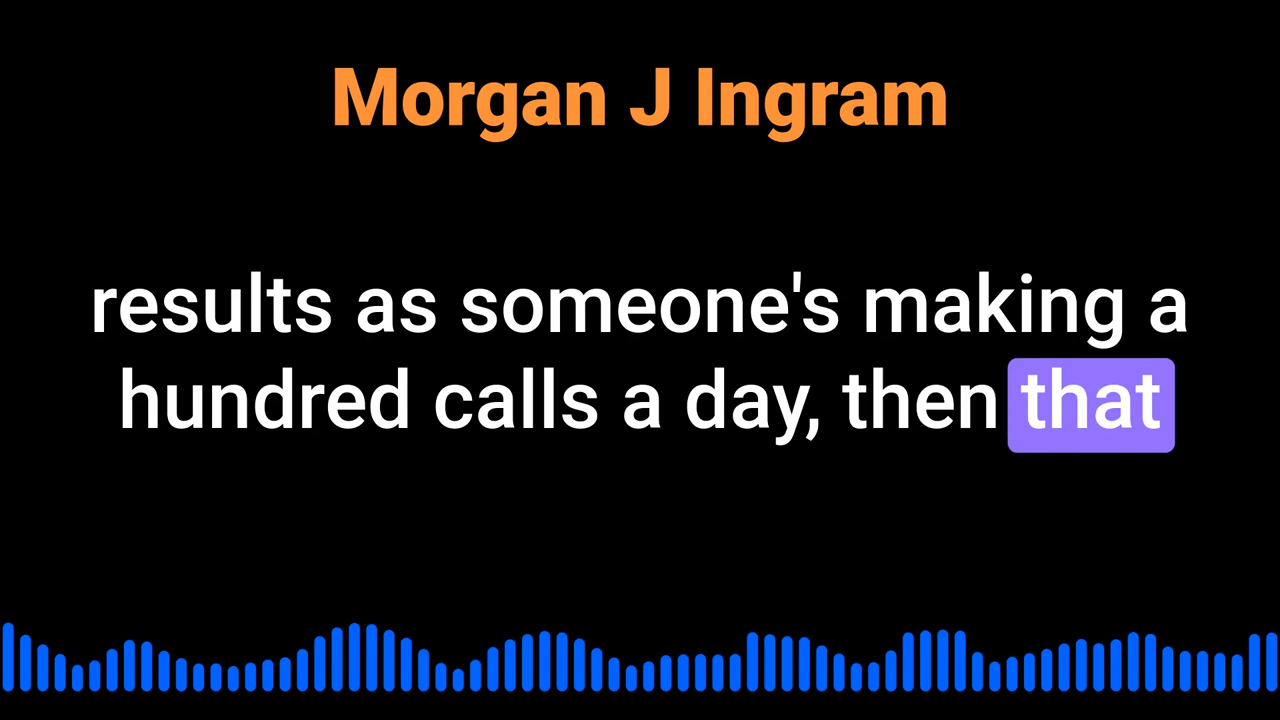 Morgan J Ingram
results as someone's making a
hundred calls a day, then that